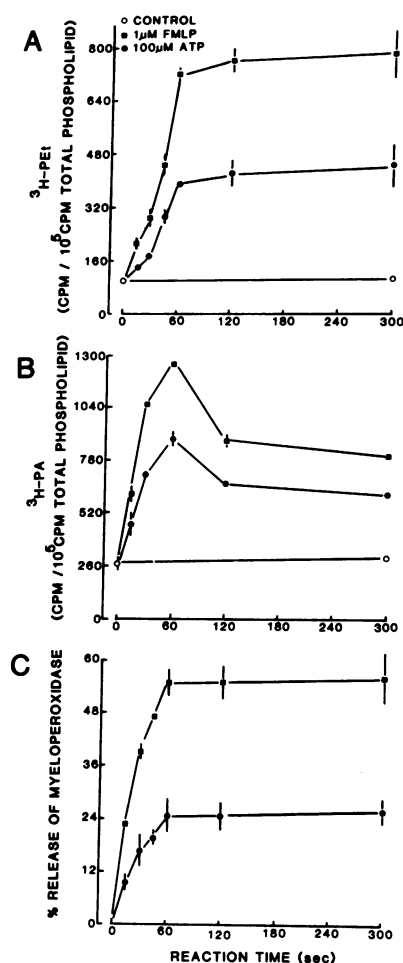 A
CONTROL
1μM FMLP
100μM ATP
³H-PEt
(CPM / 10⁵CPM TOTAL PHOSPHOLIPID)
800
640
480
320
160
0
0 60 120 180 240 300
B
³H-PA
(CPM / 10⁵CPM TOTAL PHOSPHOLIPID)
1300
1040
780
520
260
0
0 60 120 180 240 300
C
% RELEASE OF MYELOPEROXIDASE
60
48
36
24
12
0
0 60 120 180 240 300
REACTION TIME (sec)